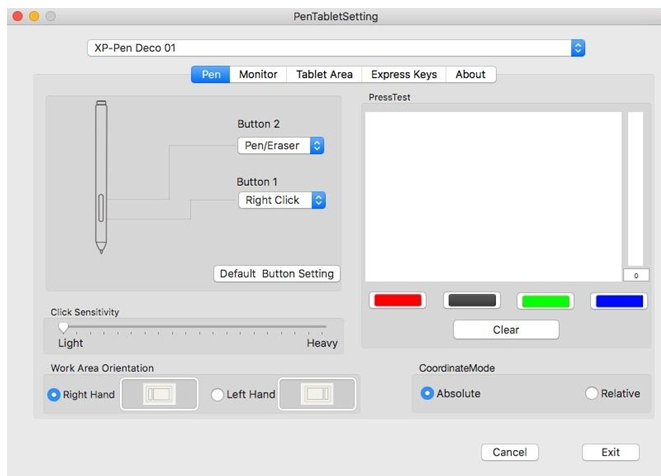 PenTabletSetting
XP-Pen Deco 01
Pen Monitor Tablet Area Express Keys About
PressTest
Button 2
Pen/Eraser
Button 1
Right Click
Default Button Setting
0
Click Sensitivity
Light Heavy
Clear
Work Area Orientation
Right Hand Left Hand
CoordinateMode
Absolute Relative
Cancel Exit